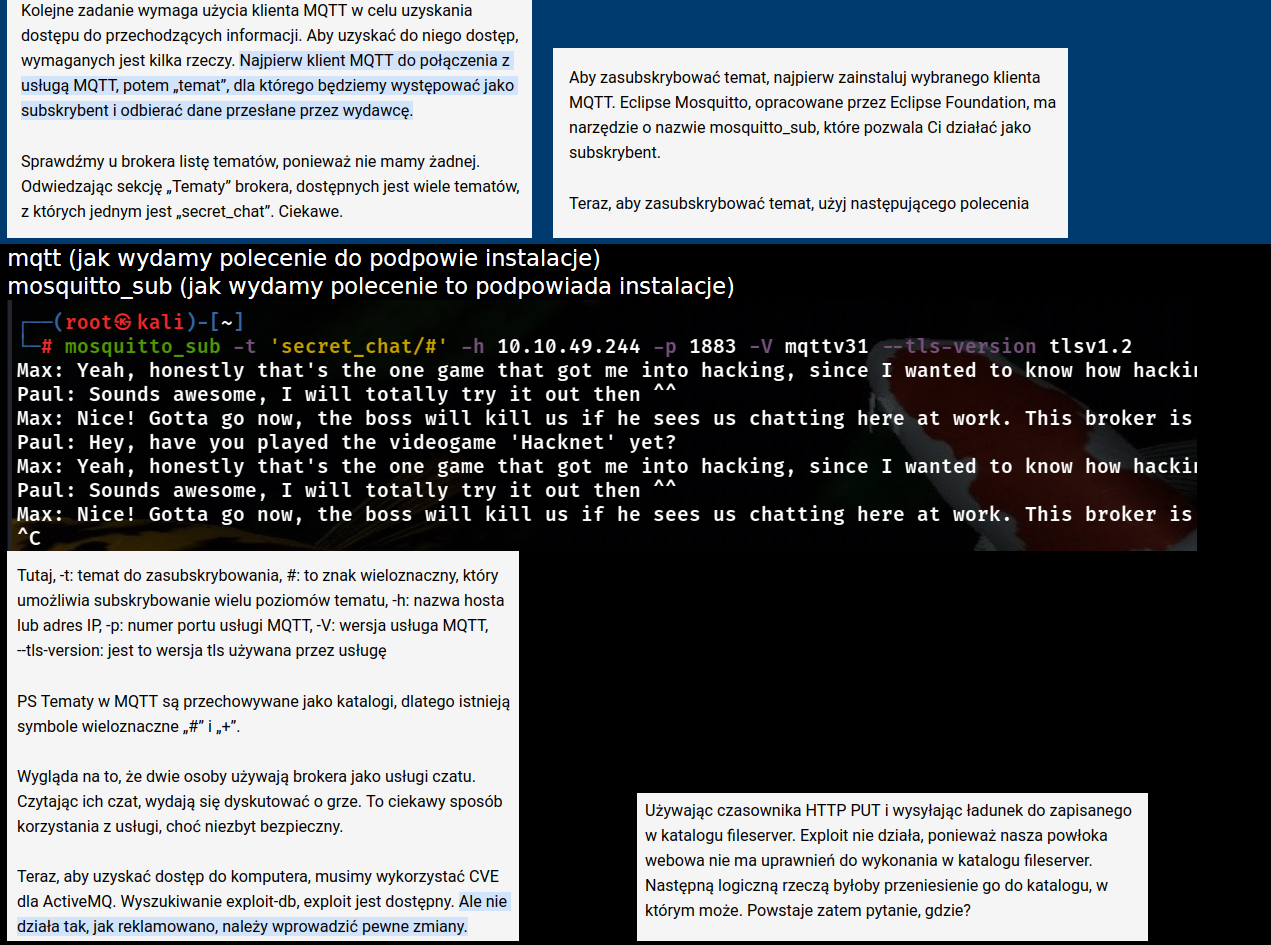 Kolejne zadanie wymaga użycia klienta MQTT w celu uzyskania
dostępu do przechodzących informacji. Aby uzyskać do niego dostęp,
wymaganych jest kilka rzeczy. Najpierw klient MQTT do połączenia z
usługą MQTT, potem „temat”, dla którego będziemy występować jako
subskrybent i odbierać dane przesłane przez wydawcę.
Sprawdźmy u brokera listę tematów, ponieważ nie mamy żadnej.
Odwiedzając sekcję „Tematy” brokera, dostępnych jest wiele tematów,
z których jednym jest „secret_chat”. Ciekawe.
Aby zasubskrybować temat, najpierw zainstaluj wybranego klienta
MQTT. Eclipse Mosquitto, opracowane przez Eclipse Foundation, ma
narzędzie o nazwie mosquitto_sub, które pozwala Ci działać jako
subskrybent.
Teraz, aby zasubskrybować temat, użyj następującego polecenia
mqtt (jak wydamy polecenie do podpowie instalacje)
mosquitto_sub (jak wydamy polecenie to podpowiada instalacje)
┌──(root㉿kali)-[~]
└─# mosquitto_sub -t 'secret_chat/#' -h 10.10.49.244 -p 1883 -V mqttv31 --tls-version tlsv1.2
Max: Yeah, honestly that's the one game that got me into hacking, since I wanted to know how hackin
Paul: Sounds awesome, I will totally try it out then ^^
Max: Nice! Gotta go now, the boss will kill us if he sees us chatting here at work. This broker is
Paul: Hey, have you played the videogame 'Hacknet' yet?
Max: Yeah, honestly that's the one game that got me into hacking, since I wanted to know how hackin
Paul: Sounds awesome, I will totally try it out then ^^
Max: Nice! Gotta go now, the boss will kill us if he sees us chatting here at work. This broker is
^C
Tutaj, -t: temat do zasubskrybowania, #: to znak wieloznaczny, który
umożliwia subskrybowanie wielu poziomów tematu, -h: nazwa hosta
lub adres IP, -p: numer portu usługi MQTT, -V: wersja usługa MQTT,
--tls-version: jest to wersja tls używana przez usługę
PS Tematy w MQTT są przechowywane jako katalogi, dlatego istnieją
symbole wieloznaczne „#” i „+”.
Wygląda na to, że dwie osoby używają brokera jako usługi czatu.
Czytając ich czat, wydają się dyskutować o grze. To ciekawy sposób
korzystania z usługi, choć niezbyt bezpieczny.
Teraz, aby uzyskać dostęp do komputera, musimy wykorzystać CVE
dla ActiveMQ. Wyszukiwanie exploit-db, exploit jest dostępny. Ale nie
działa tak, jak reklamowano, należy wprowadzić pewne zmiany.
Używając czasownika HTTP PUT i wysyłając ładunek do zapisanego
w katalogu fileserver. Exploit nie działa, ponieważ nasza powłoka
webowa nie ma uprawnień do wykonania w katalogu fileserver.
Następną logiczną rzeczą byłoby przeniesienie go do katalogu, w
którym może. Powstaje zatem pytanie, gdzie?